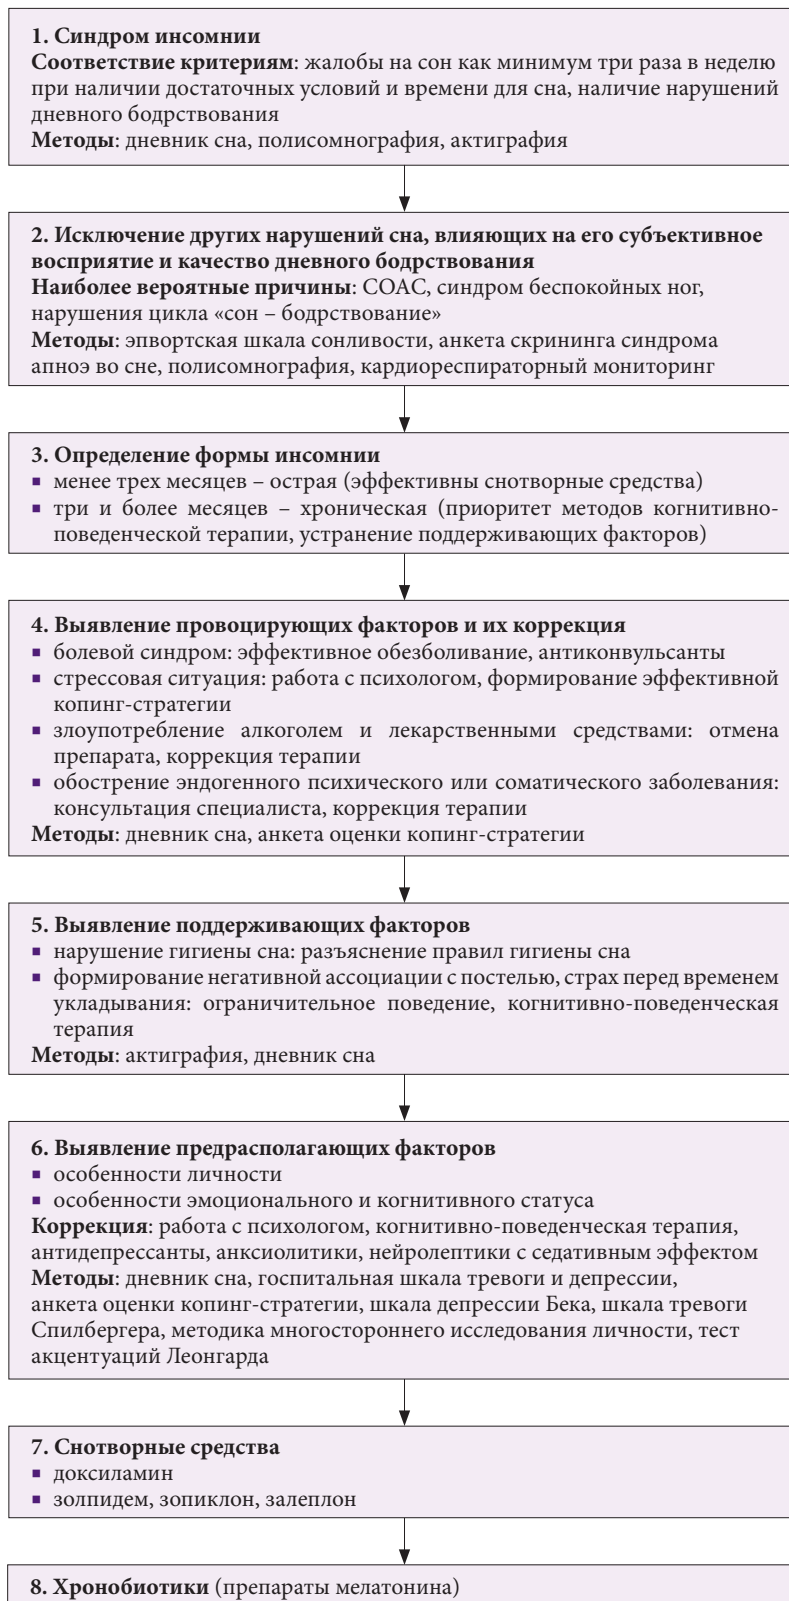 1. Синдром инсомнии
Соответствие критериям: жалобы на сон как минимум три раза в неделю
при наличии достаточных условий и времени для сна, наличие нарушений
дневного бодрствования
Методы: дневник сна, полисомнография, актиграфия
2. Исключение других нарушений сна, влияющих на его субъективное
восприятие и качество дневного бодрствования
Наиболее вероятные причины: СОАС, синдром беспокойных ног,
нарушения цикла «сон – бодрствование»
Методы: эпвортская шкала сонливости, анкета скрининга синдрома
апноэ во сне, полисомнография, кардиореспираторный мониторинг
3. Определение формы инсомнии
▪ менее трех месяцев – острая (эффективны снотворные средства)
▪ три и более месяцев – хроническая (приоритет методов когнитивно-
поведенческой терапии, устранение поддерживающих факторов)
4. Выявление провоцирующих факторов и их коррекция
▪ болевой синдром: эффективное обезболивание, антиконвульсанты
▪ стрессовая ситуация: работа с психологом, формирование эффективной
копинг-стратегии
▪ злоупотребление алкоголем и лекарственными средствами: отмена
препарата, коррекция терапии
▪ обострение эндогенного психического или соматического заболевания:
консультация специалиста, коррекция терапии
Методы: дневник сна, анкета оценки копинг-стратегии
5. Выявление поддерживающих факторов
▪ нарушение гигиены сна: разъяснение правил гигиены сна
▪ формирование негативной ассоциации с постелью, страх перед временем
укладывания: ограничительное поведение, когнитивно-поведенческая
терапия
Методы: актиграфия, дневник сна
6. Выявление предрасполагающих факторов
▪ особенности личности
▪ особенности эмоционального и когнитивного статуса
Коррекция: работа с психологом, когнитивно-поведенческая терапия,
антидепрессанты, анксиолитики, нейролептики с седативным эффектом
Методы: дневник сна, госпитальная шкала тревоги и депрессии,
анкета оценки копинг-стратегии, шкала депрессии Бека, шкала тревоги
Спилбергера, методика многостороннего исследования личности, тест
акцентуаций Леонгарда
7. Снотворные средства
▪ доксиламин
▪ золпидем, зопиклон, залеплон
8. Хронобиотики (препараты мелатонина)